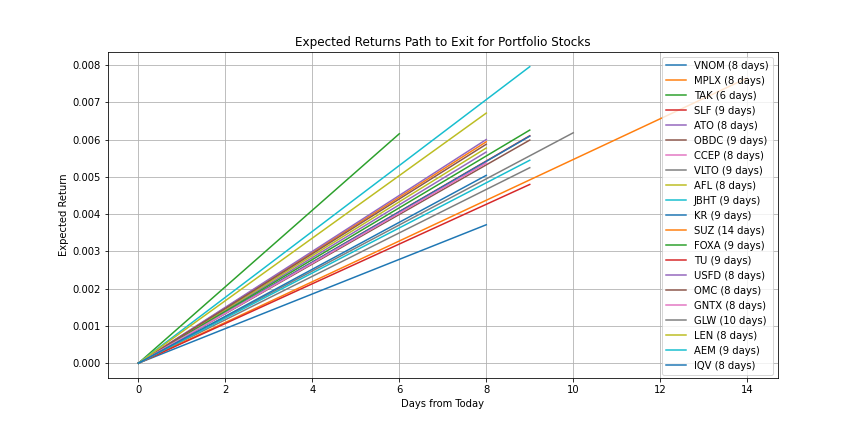 Expected Returns Path to Exit for Portfolio Stocks
Expected Return
0.008
0.007
0.006
0.005
0.004
0.003
0.002
0.001
0.000
0 2 4 6 8 10 12 14
Days from Today
VNOM (8 days)
MPLX (8 days)
TAK (6 days)
SLF (9 days)
ATO (8 days)
OBDC (9 days)
CCEP (8 days)
VLTO (9 days)
AFL (8 days)
JBHT (9 days)
KR (9 days)
SUZ (14 days)
FOXA (9 days)
TU (9 days)
USFD (8 days)
OMC (8 days)
GNTX (8 days)
GLW (10 days)
LEN (8 days)
AEM (9 days)
IQV (8 days)